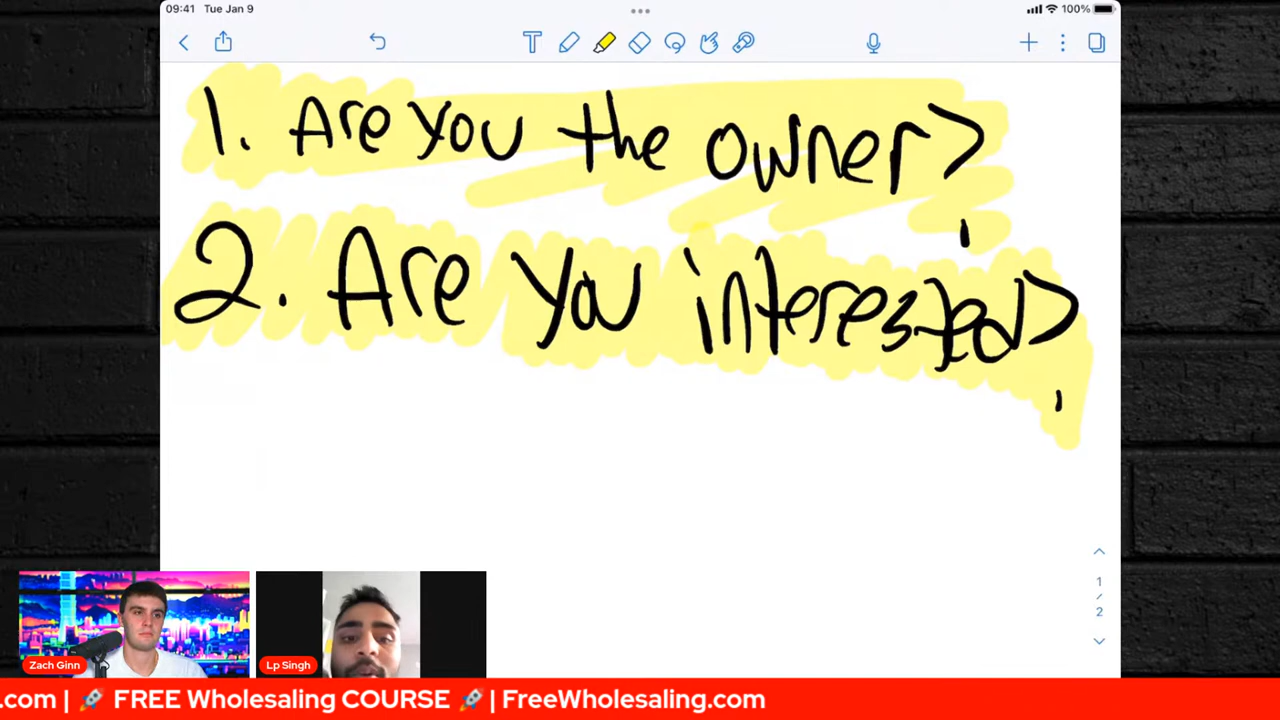 09:41 Tue Jan 9
100%
1. Are you the owner?
2. Are you interested?
1
2
Zach Ginn
Lp Singh
.com | 🚀 FREE Wholesaling COURSE 🚀 | FreeWholesaling.com